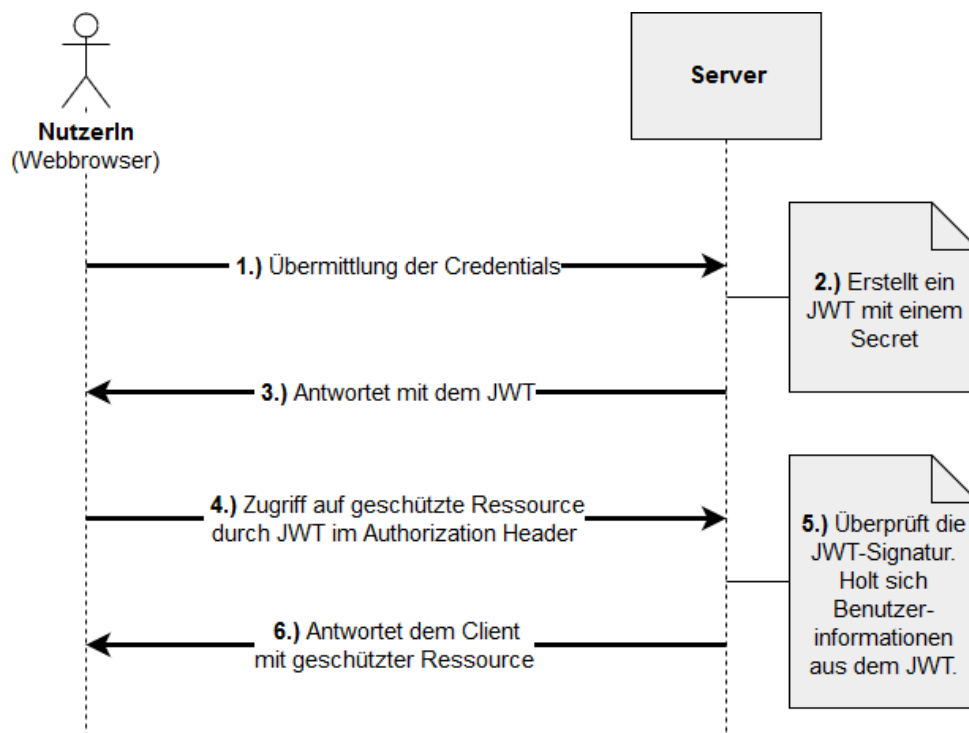 NutzerIn
(Webbrowser)
Server
1.) Übermittlung der Credentials
2.) Erstellt ein
JWT mit einem
Secret
3.) Antwortet mit dem JWT
4.) Zugriff auf geschützte Ressource
durch JWT im Authorization Header
5.) Überprüft die
JWT-Signatur.
Holt sich
Benutzer-
informationen
aus dem JWT.
6.) Antwortet dem Client
mit geschützter Ressource